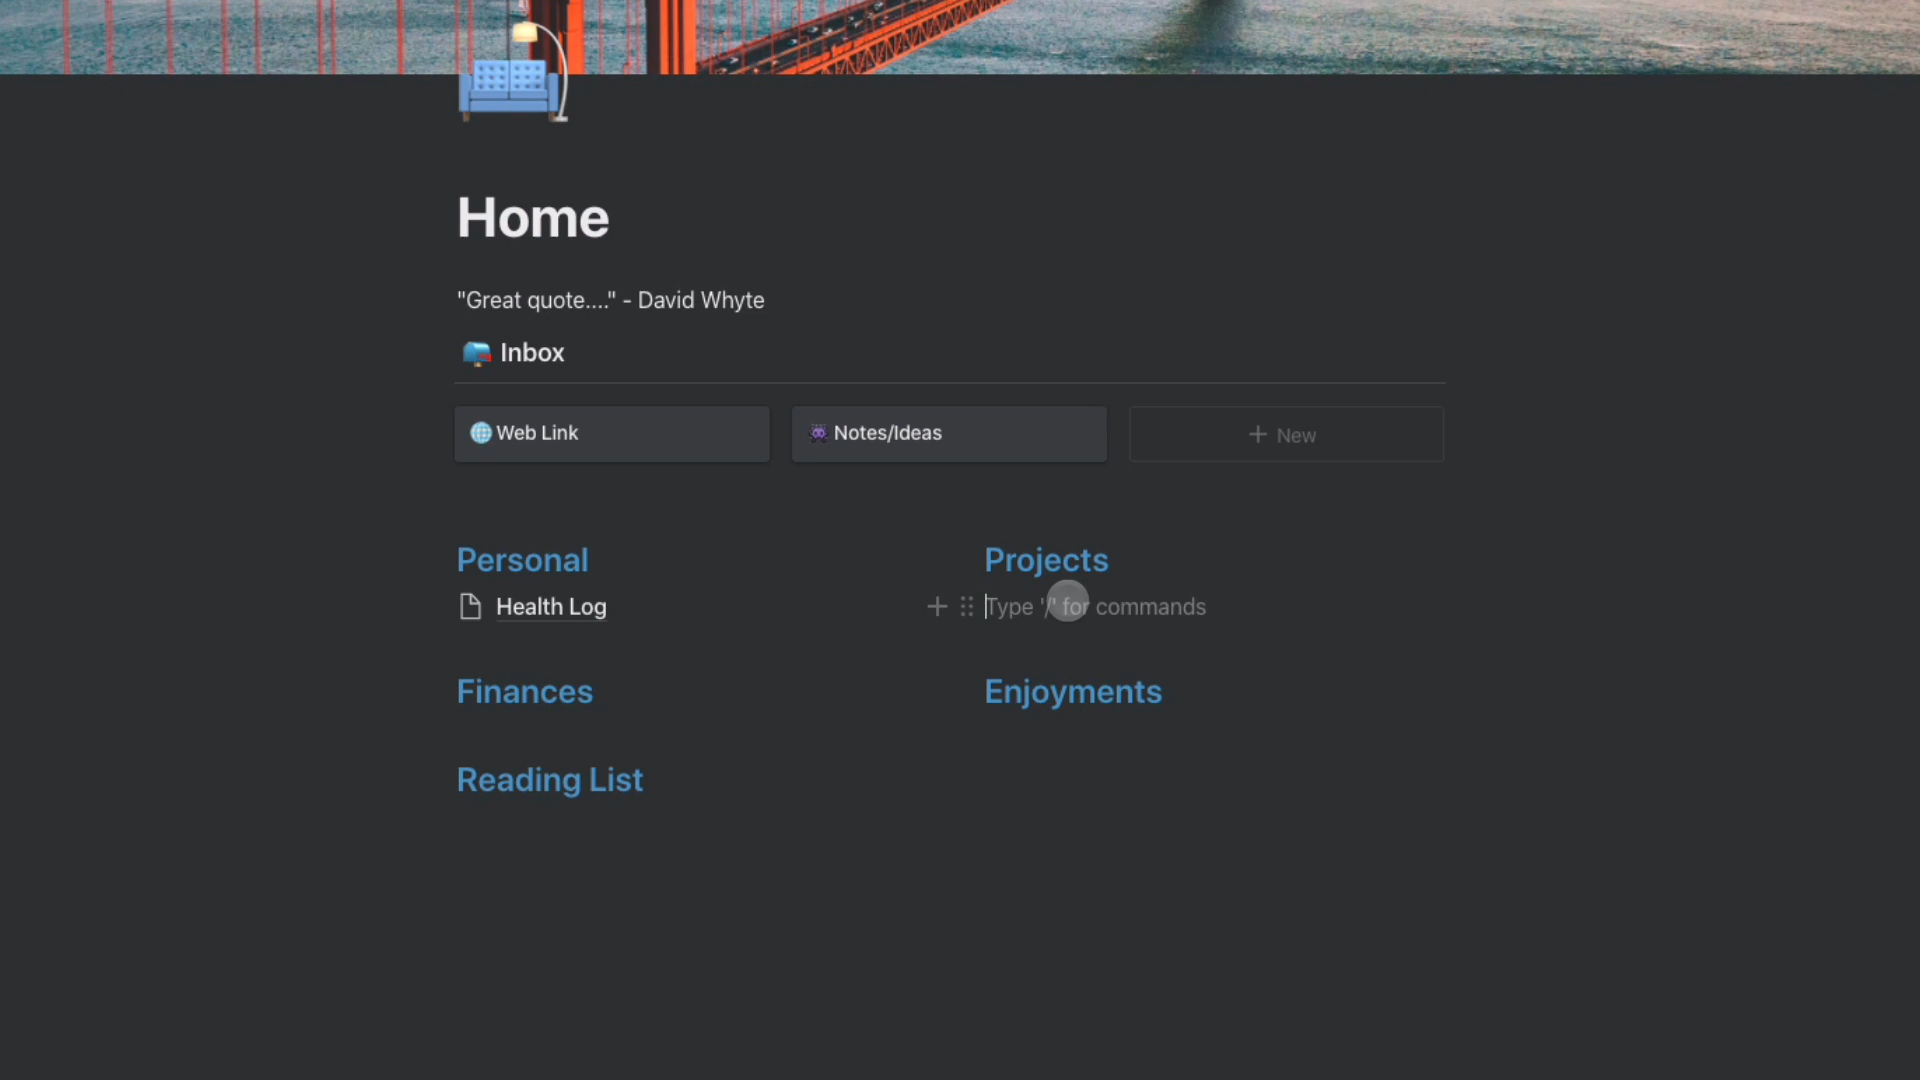 Home
"Great quote...." - David Whyte
Inbox
Web Link
Notes/Ideas
New
Personal
Projects
Health Log
Type '/' for commands
Finances
Enjoyments
Reading List